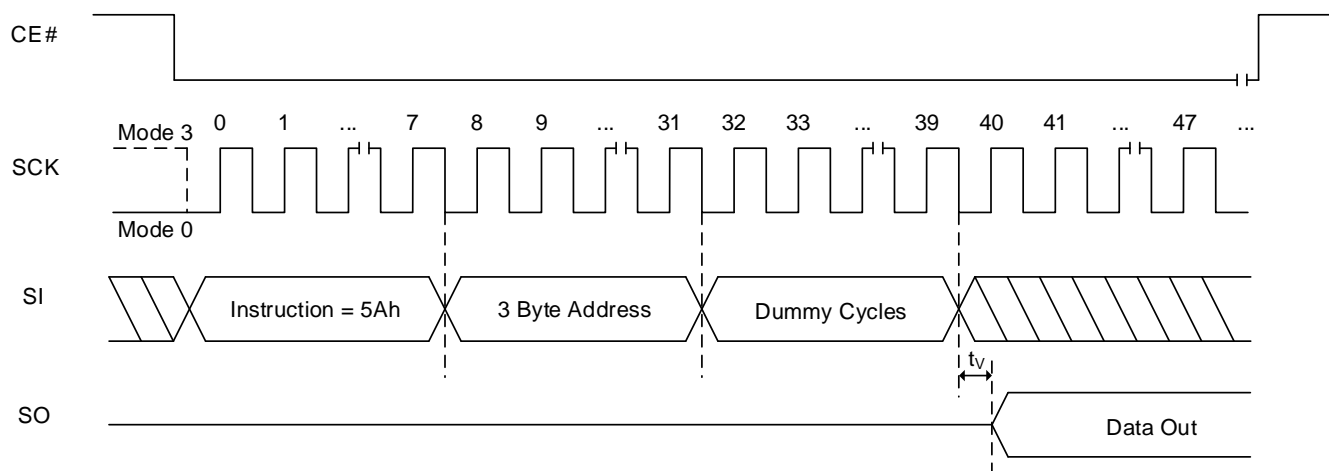 CE#
0 1 ... 7 8 9 ... 31 32 33 ... 39 40 41 ... 47 ...
Mode 3
SCK
Mode 0
SI
Instruction = 5Ah
3 Byte Address
Dummy Cycles
tV
SO
Data Out